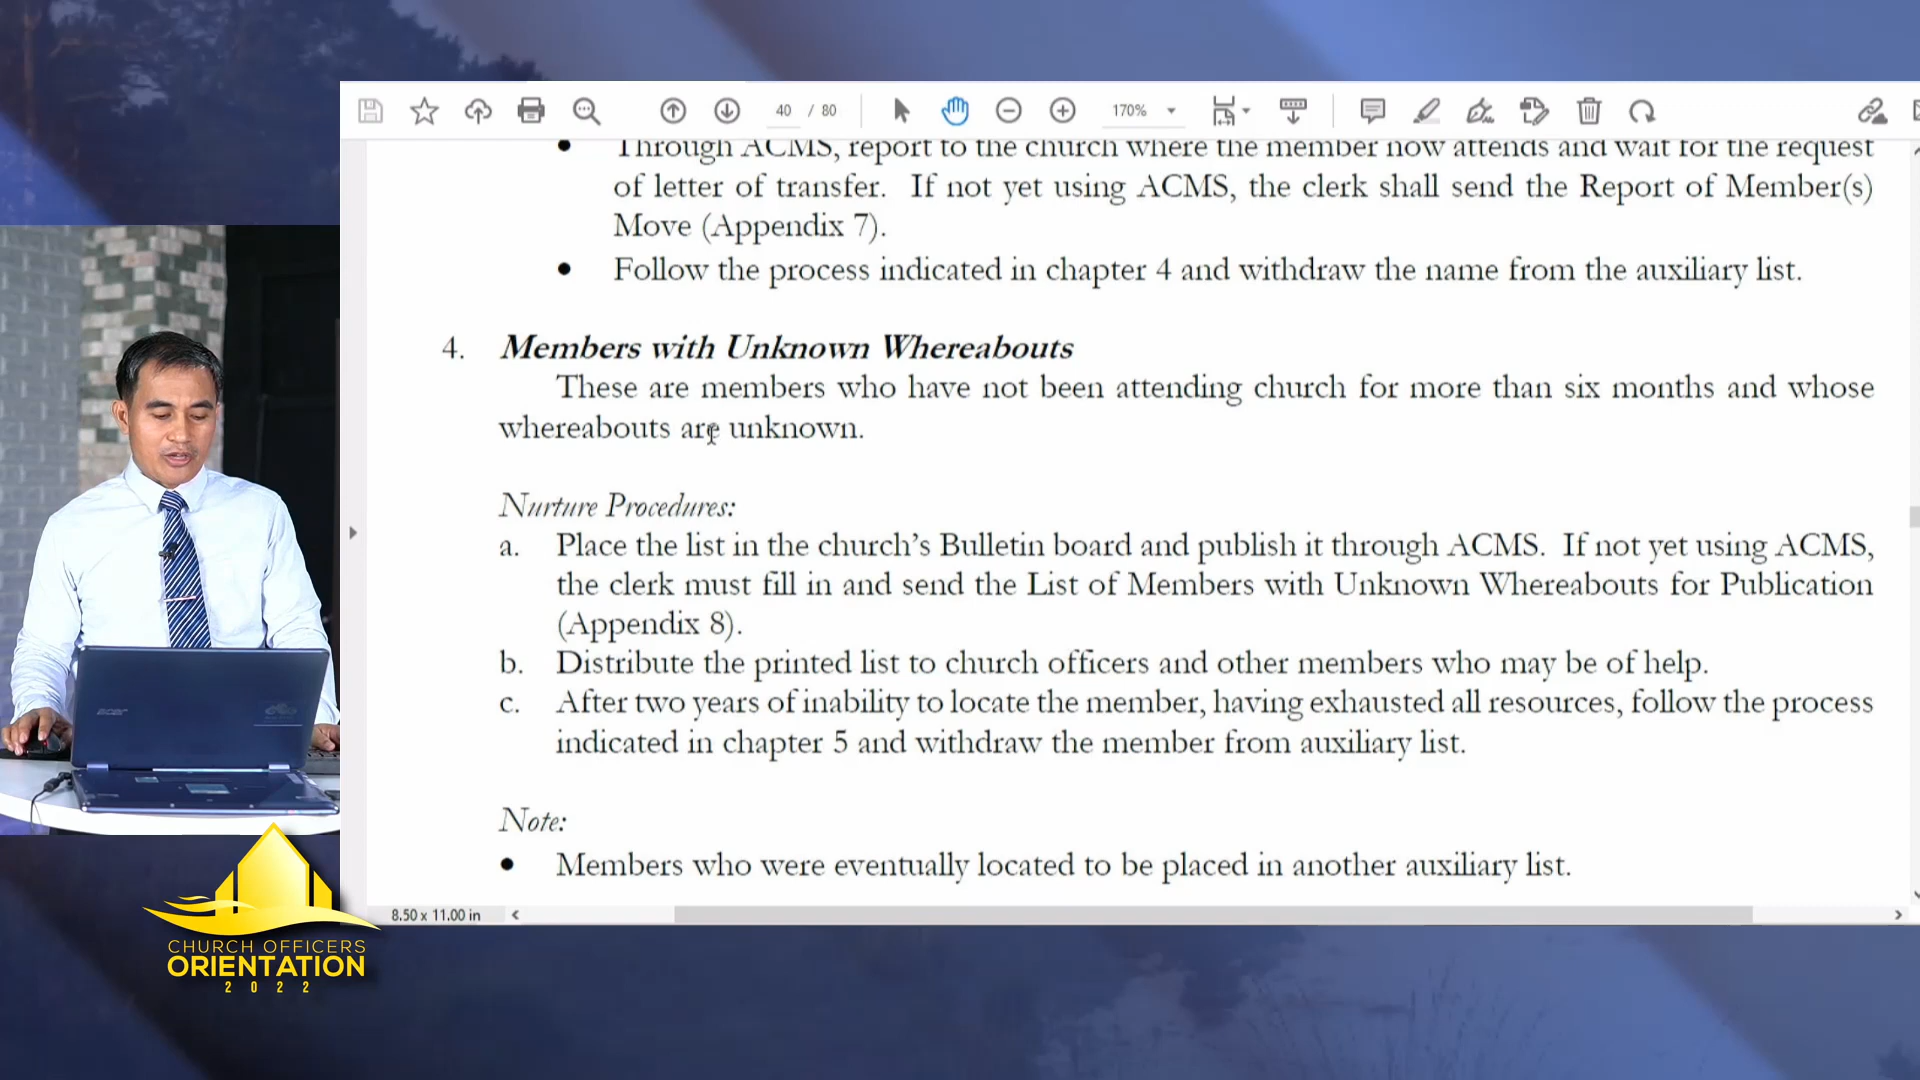 40 / 80
170%
Through ACMS, report to the church where the member now attends and wait for the request
of letter of transfer. If not yet using ACMS, the clerk shall send the Report of Member(s)
Move (Appendix 7).
• Follow the process indicated in chapter 4 and withdraw the name from the auxiliary list.
4. Members with Unknown Whereabouts
These are members who have not been attending church for more than six months and whose
whereabouts are unknown.
Nurture Procedures:
a. Place the list in the church's Bulletin board and publish it through ACMS. If not yet using ACMS,
the clerk must fill in and send the List of Members with Unknown Whereabouts for Publication
(Appendix 8).
b. Distribute the printed list to church officers and other members who may be of help.
c. After two years of inability to locate the member, having exhausted all resources, follow the process
indicated in chapter 5 and withdraw the member from auxiliary list.
Note:
• Members who were eventually located to be placed in another auxiliary list.
8.50 x 11.00 in
acer
CHURCH OFFICERS
ORIENTATION
2022